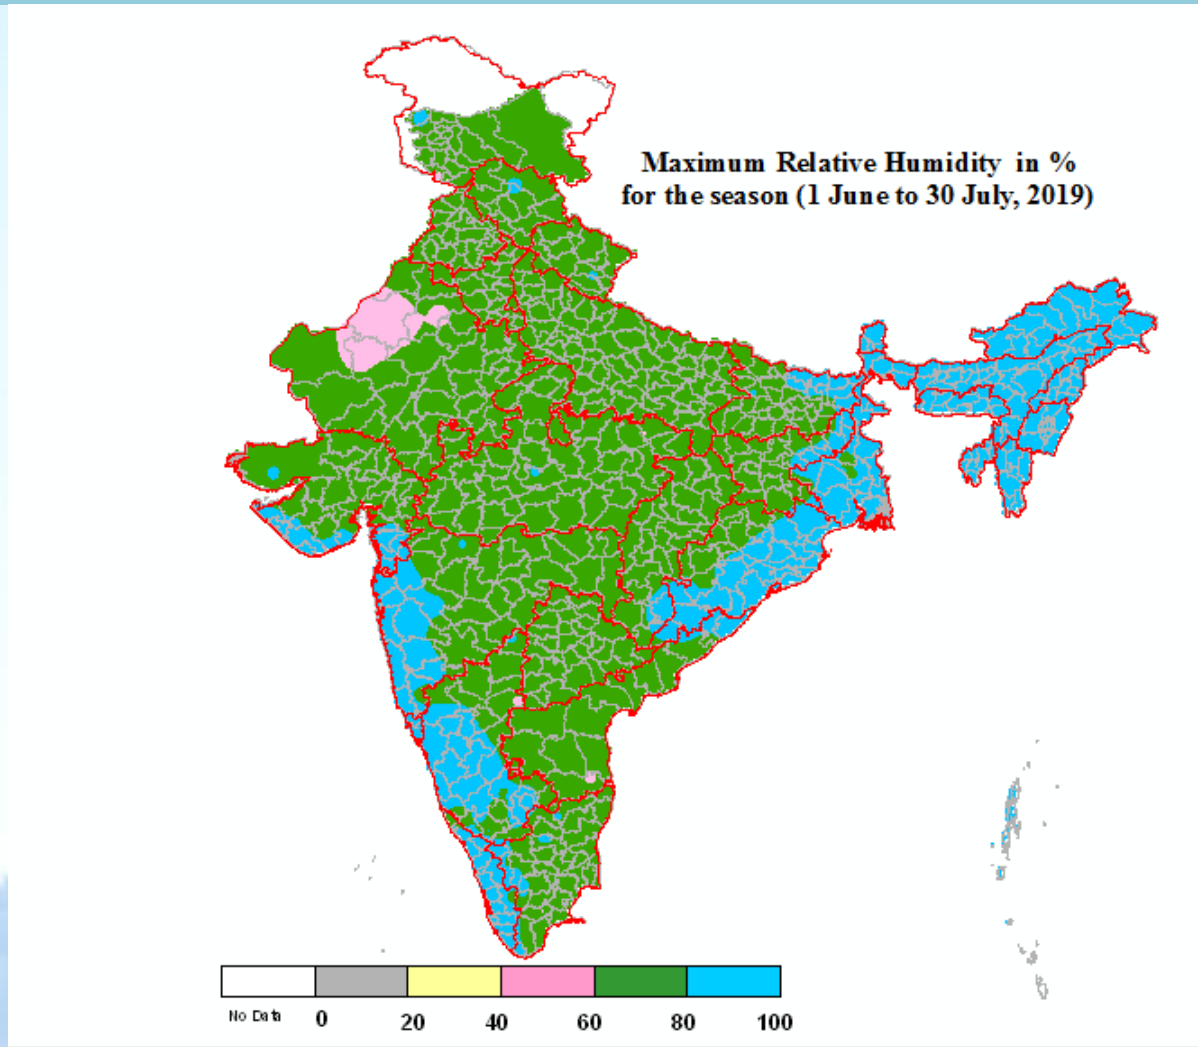 Maximum Relative Humidity in %
for the season (1 June to 30 July, 2019)
No Data 0 20 40 60 80 100